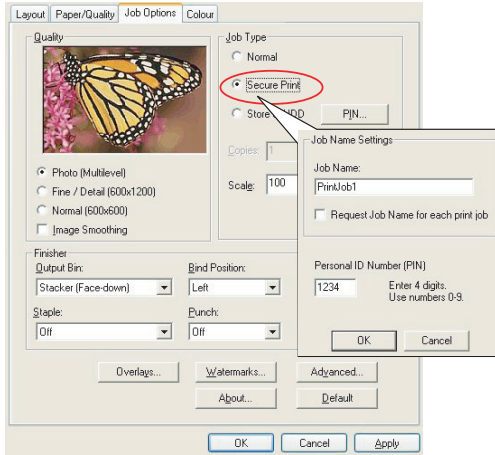 Layout
Paper/Quality
Job Options
Colour
Quality
Photo (Multilevel)
Fine / Detail (600x1200)
Normal (600x600)
Image Smoothing
Job Type
Normal
Secure Print
Store
HDD
PIN...
Copies:
1
Scale:
100
Job Name Settings
Job Name:
PrintJob1
Request Job Name for each print job
Personal ID Number (PIN)
1234
Enter 4 digits.
Use numbers 0-9.
OK
Cancel
Finisher
Output Bin:
Stacker (Face-down)
Bind Position:
Left
Staple:
Off
Punch:
Off
Overlays...
Watermarks...
Advanced...
About...
Default
OK
Cancel
Apply